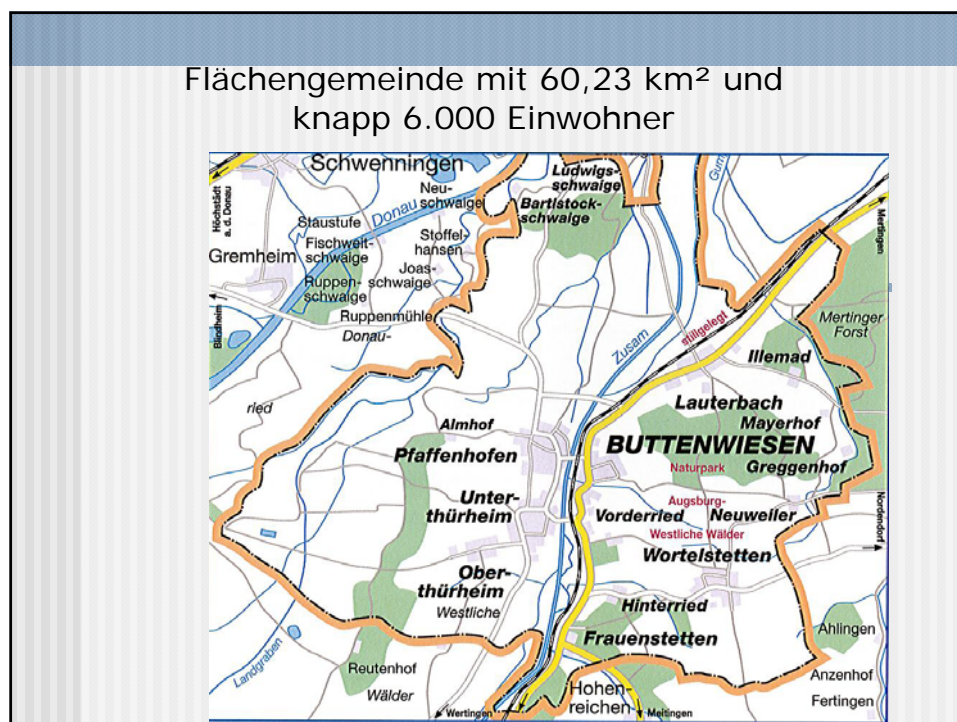 Flächengemeinde mit 60,23 km² und
knapp 6.000 Einwohner
Schwenningen
Höchstädt
a. d. Donau
Donau
Neu-
schwaige
Ludwigs-
schwaige
Bartlstock-
schwaige
Staustufe
Fischweit-
schwaige
Stoffel-
hansen
Gremheim
Joas-
schwaige
Ruppen-
schwaige
Ruppenmühle
Blindheim
Donau-
ried
Mertingen
Mertinger
Forst
Zusam
stillgelegt
Illemad
Lauterbach
Mayerhof
Almhof
BUTTENWIESEN
Pfaffenhofen
Naturpark
Greggenhof
Unter-
thürheim
Augsburg-
Vorderried
Neuweiler
Westliche Wälder
Wortelstetten
Nordendorf
Ober-
thürheim
Westliche
Hinterried
Frauenstetten
Ahlingen
Landgraben
Reutenhof
Wälder
Anzenhof
Hohen-
reichen
Fertingen
Wertingen
Meitingen